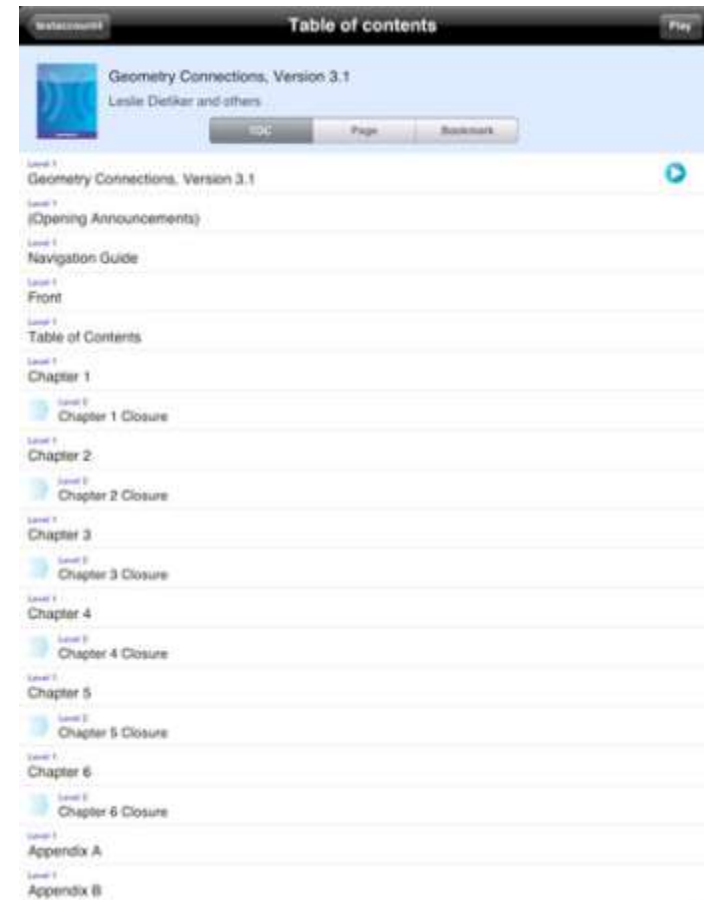 testaccount4
Table of contents
Play
Geometry Connections, Version 3.1
Leslie Dietiker and others
TOC
Page
Bookmark
Level 1
Geometry Connections, Version 3.1
Level 1
(Opening Announcements)
Level 1
Navigation Guide
Level 1
Front
Level 1
Table of Contents
Level 1
Chapter 1
Level 2
Chapter 1 Closure
Level 1
Chapter 2
Level 2
Chapter 2 Closure
Level 1
Chapter 3
Level 2
Chapter 3 Closure
Level 1
Chapter 4
Level 2
Chapter 4 Closure
Level 1
Chapter 5
Level 2
Chapter 5 Closure
Level 1
Chapter 6
Level 2
Chapter 6 Closure
Level 1
Appendix A
Level 1
Appendix B